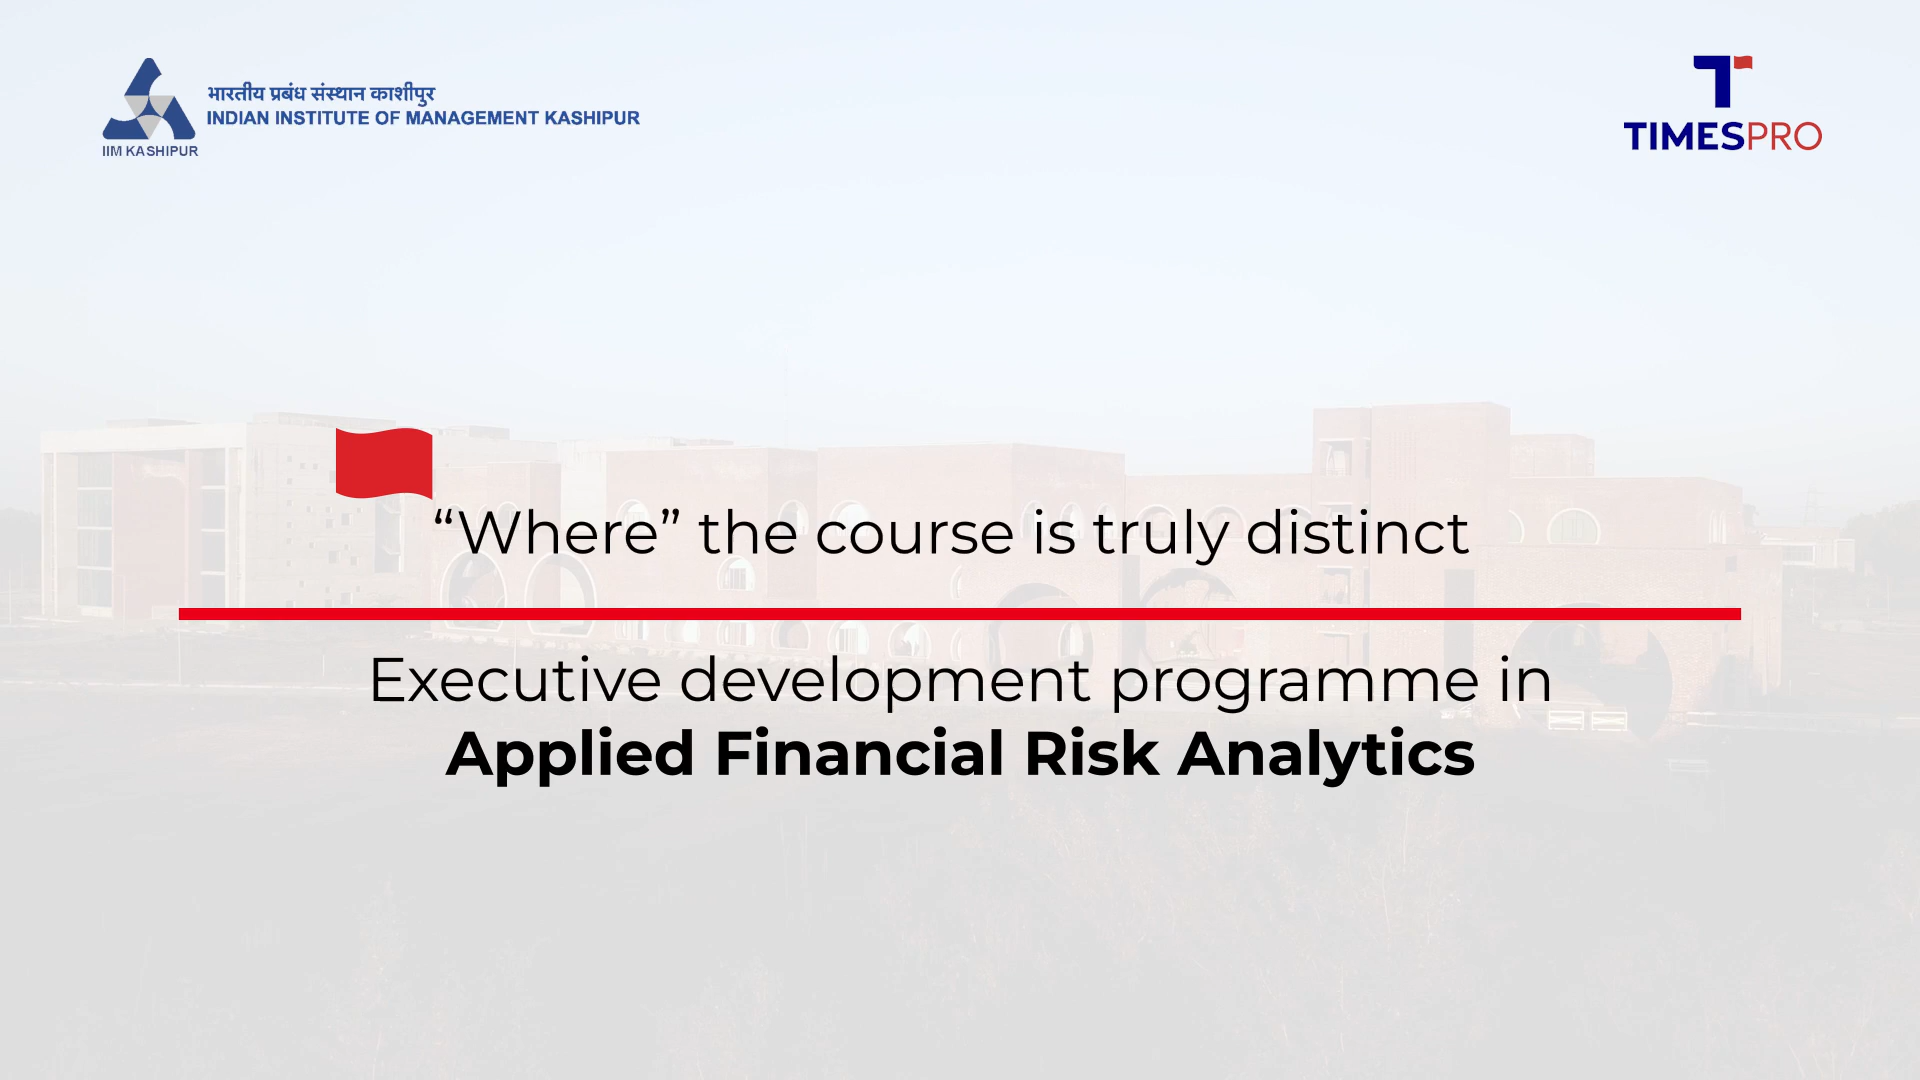 भारतीय प्रबंध संस्थान काशीपुर
INDIAN INSTITUTE OF MANAGEMENT KASHIPUR
IIM KASHIPUR
TIMESPRO
“Where” the course is truly distinct
Executive development programme in
Applied Financial Risk Analytics